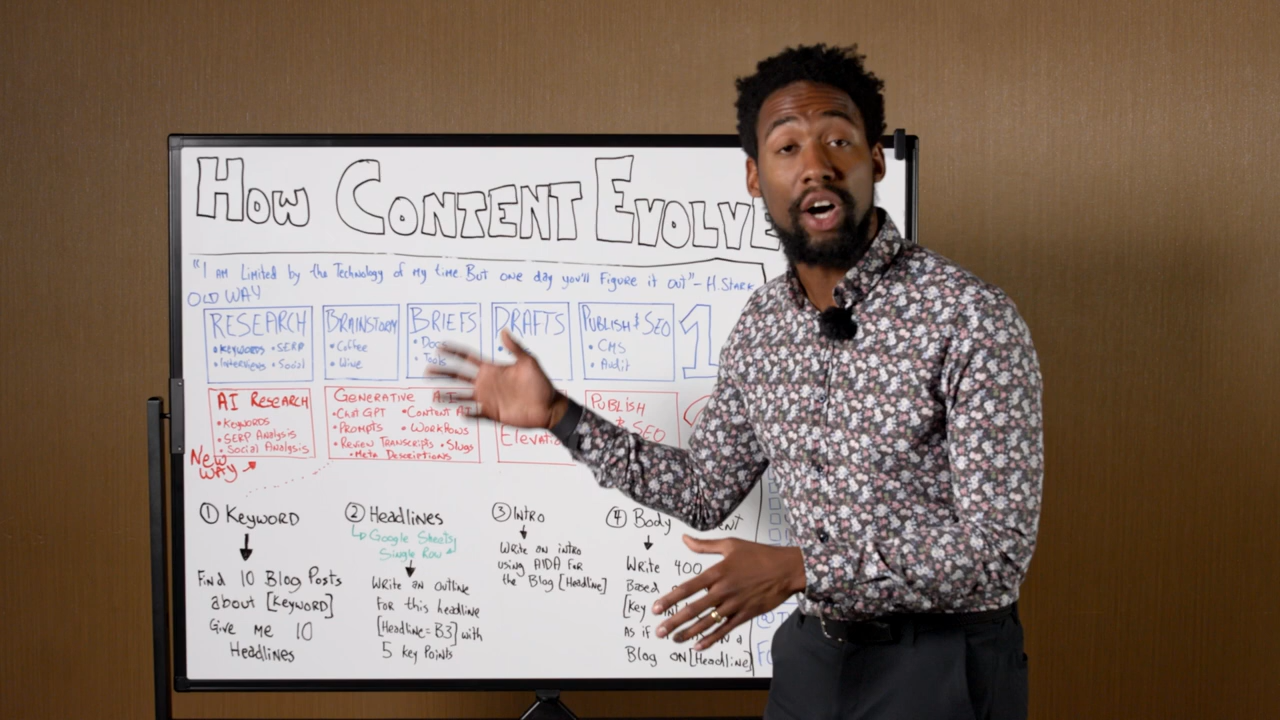 How Content Evolve
"I am Limited by the Technology of my time But one day you'll Figure it out" - H.Stark
OLD WAY
RESEARCH
• Keywords • SERP
• Interviews • Social
BRAINSTORM
• Coffee
• Wine
BRIEFS
• Docs
• Tools
DRAFTS
PUBLISH & SEO
• CMS
• Audit
1
AI RESEARCH
• Keywords
• SERP Analysis
• Social Analysis
GENERATIVE AI
• Chat GPT • Content AI
• Prompts • Workflows
• Review Transcripts • Slugs
• Meta Descriptions
Elevati
PUBLISH
& SEO
NEW
WAY
① Keyword
Find 10 Blog Posts
about [Keyword]
Give me 10
Headlines
② Headlines
Google Sheets
Single Row
Write an outline
For this headline
[Headline = B3] with
5 key Points
③ Intro
Write an intro
using AIDA For
the Blog [Headline]
④ Body
Write 400
Based
[Key
As if
a
Blog on [Headline]